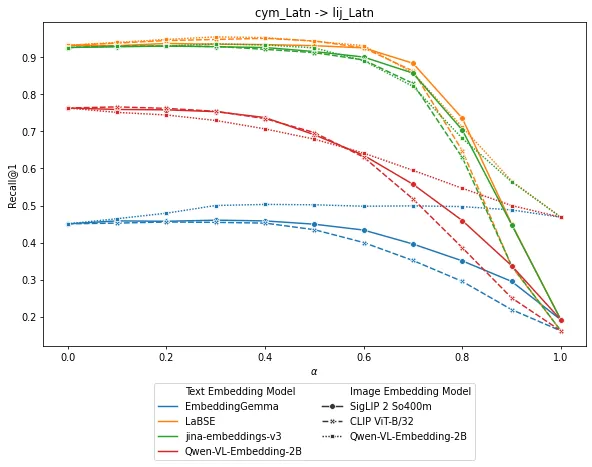 cym_Latn -> lij_Latn
Recall@1
0.9
0.8
0.7
0.6
0.5
0.4
0.3
0.2
0.0 0.2 0.4 0.6 0.8 1.0
α
Text Embedding Model Image Embedding Model
EmbeddingGemma SigLIP 2 So400m
LaBSE CLIP ViT-B/32
jina-embeddings-v3 Qwen-VL-Embedding-2B
Qwen-VL-Embedding-2B